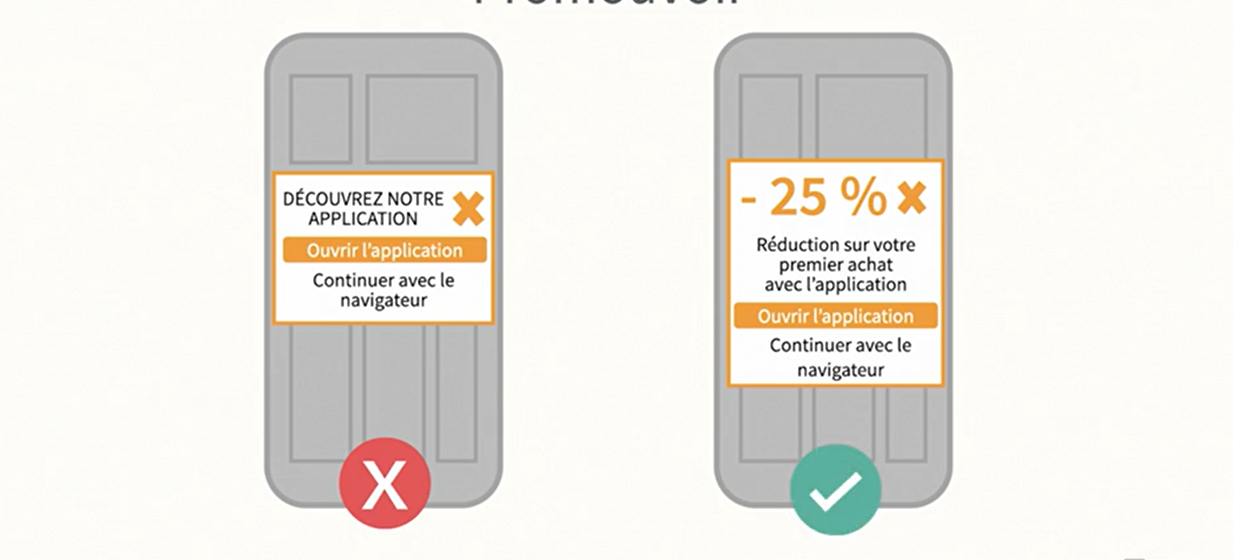 Promouvoir
DÉCOUVREZ NOTRE
APPLICATION
Ouvrir l'application
Continuer avec le
navigateur
X
- 25 %
Réduction sur votre
premier achat
avec l'application
Ouvrir l'application
Continuer avec le
navigateur